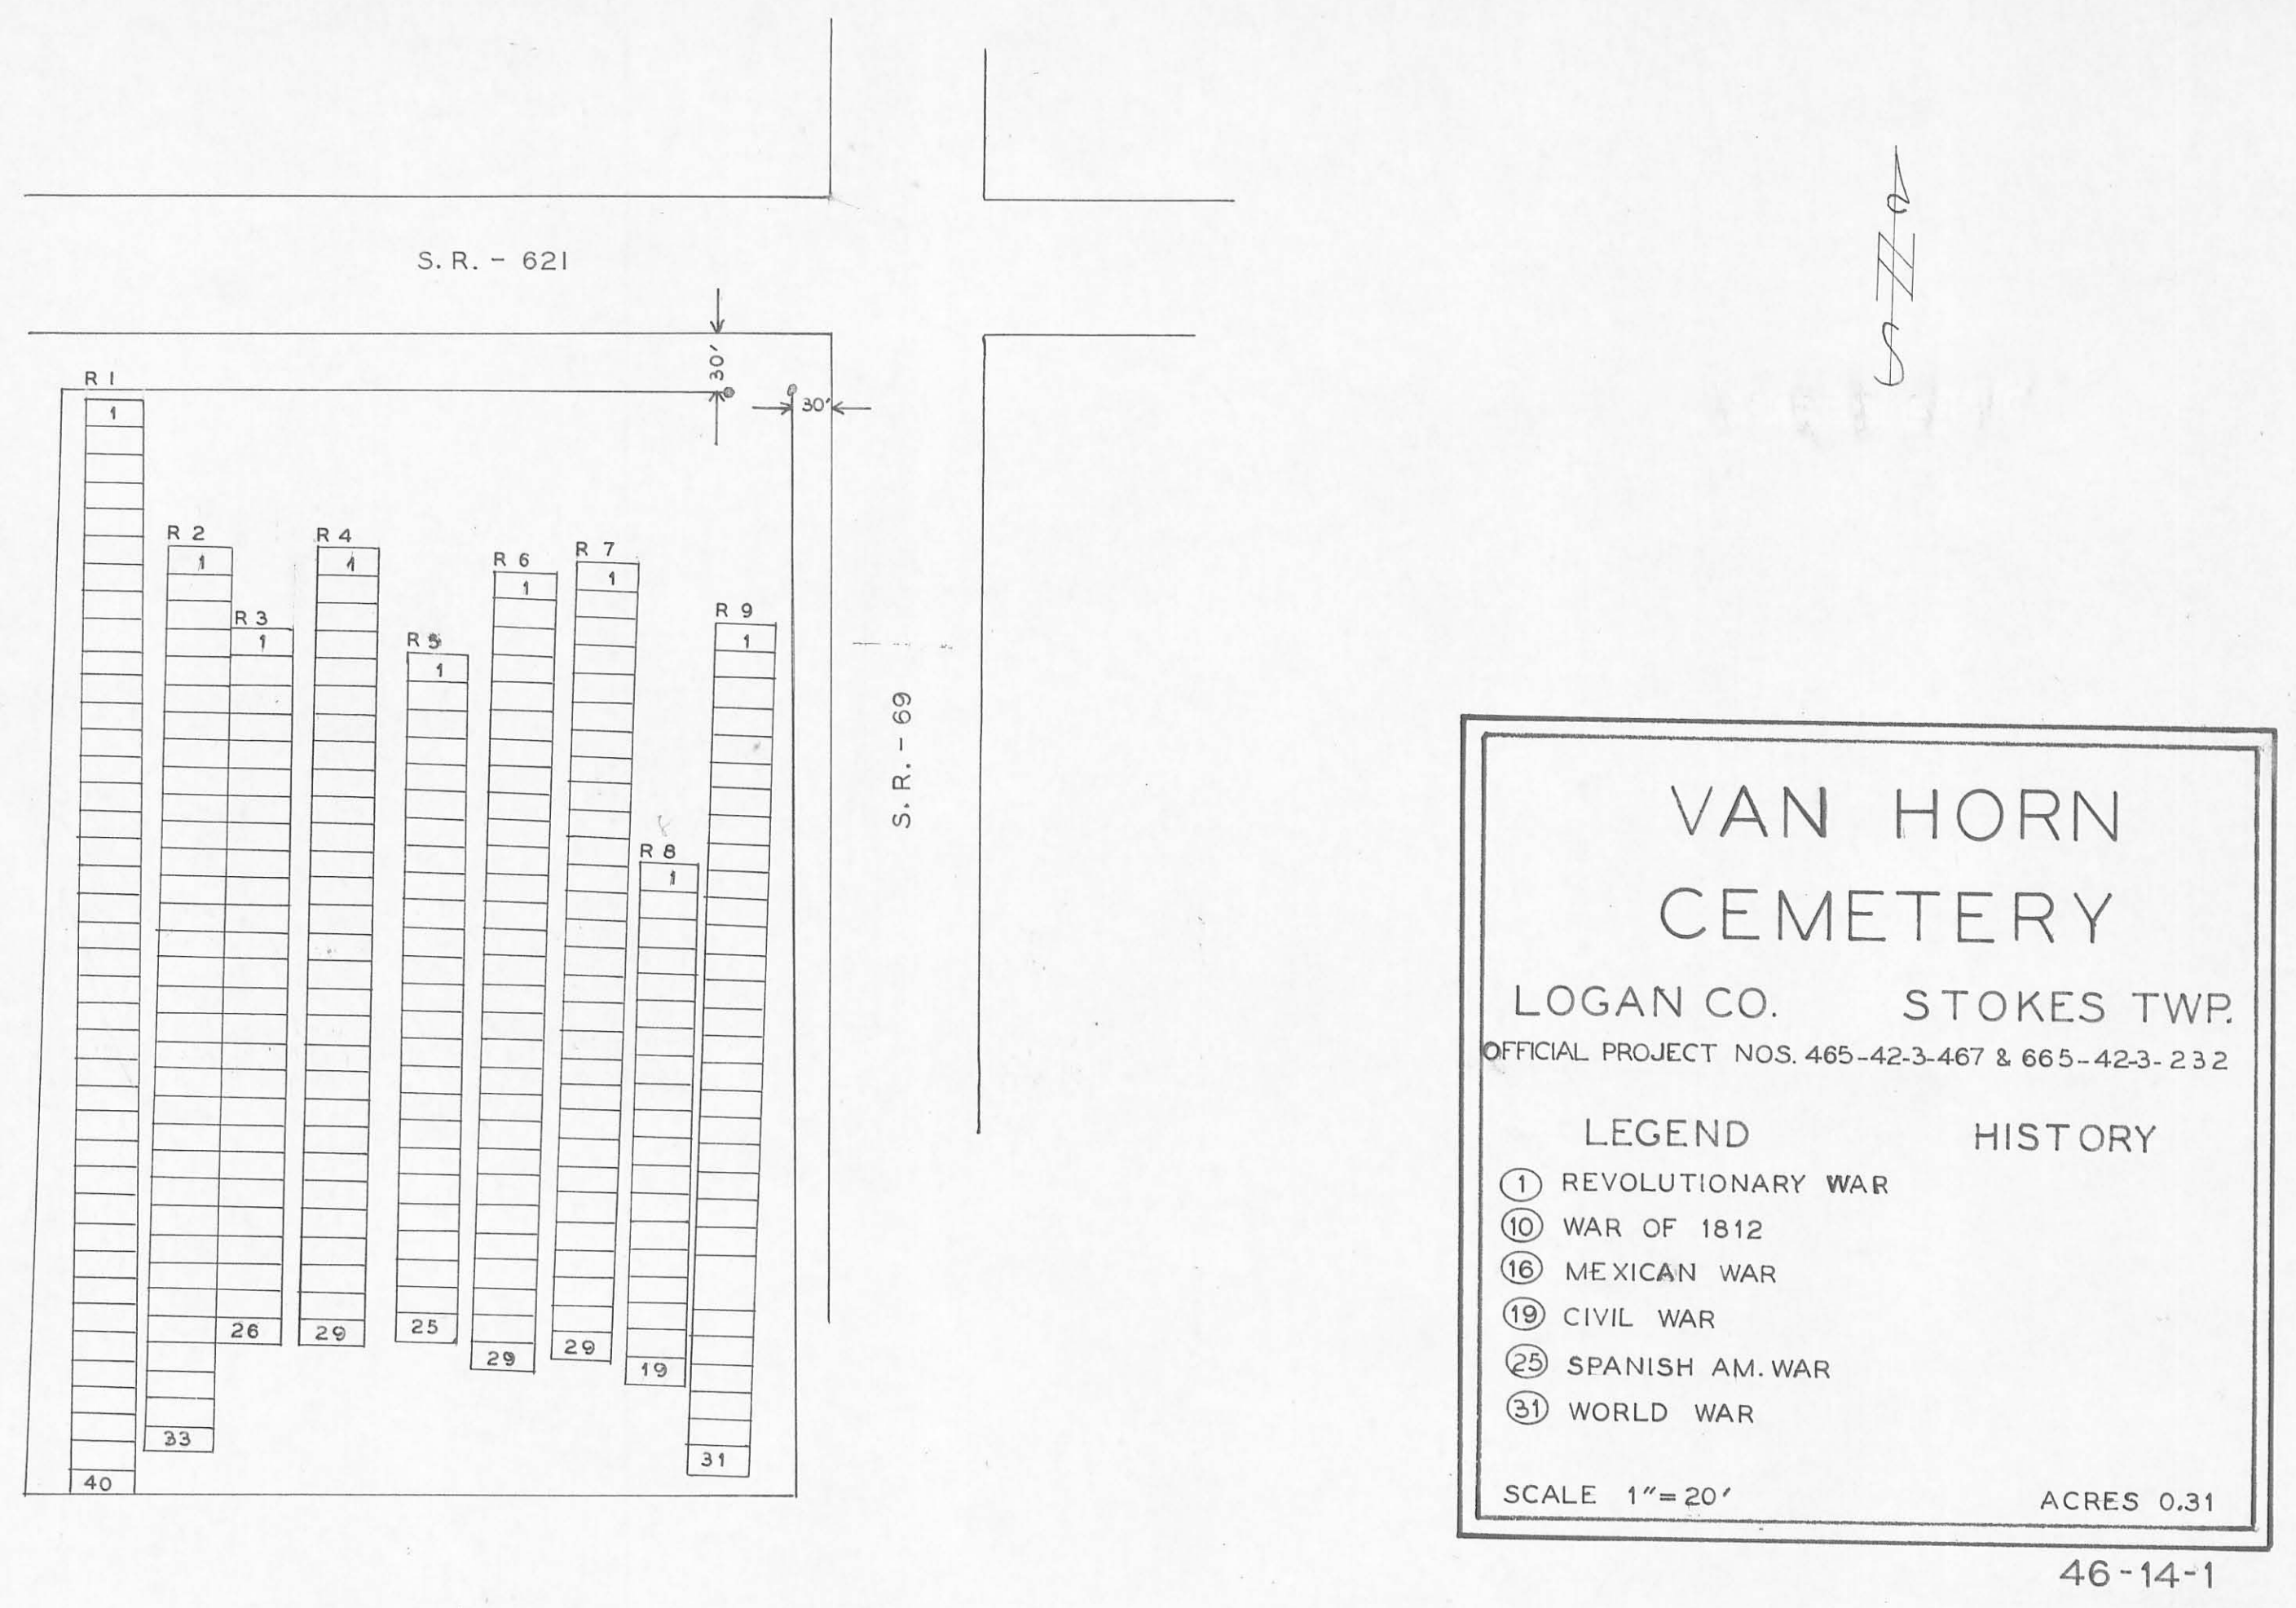 S. R. - 621
30'
30'
R 1
1
R 2
1
R 4
1
R 6
1
R 7
1
R 3
1
R 5
1
R 9
1
S. R. - 69
R 8
8
1
26
29
25
29
29
19
33
31
40
S
N
VAN HORN
CEMETERY
LOGAN CO. STOKES TWP.
OFFICIAL PROJECT NOS. 465-42-3-467 & 665-42-3-232
LEGEND HISTORY
1 REVOLUTIONARY WAR
10 WAR OF 1812
16 MEXICAN WAR
19 CIVIL WAR
25 SPANISH AM. WAR
31 WORLD WAR
SCALE 1"=20' ACRES 0.31
46-14-1